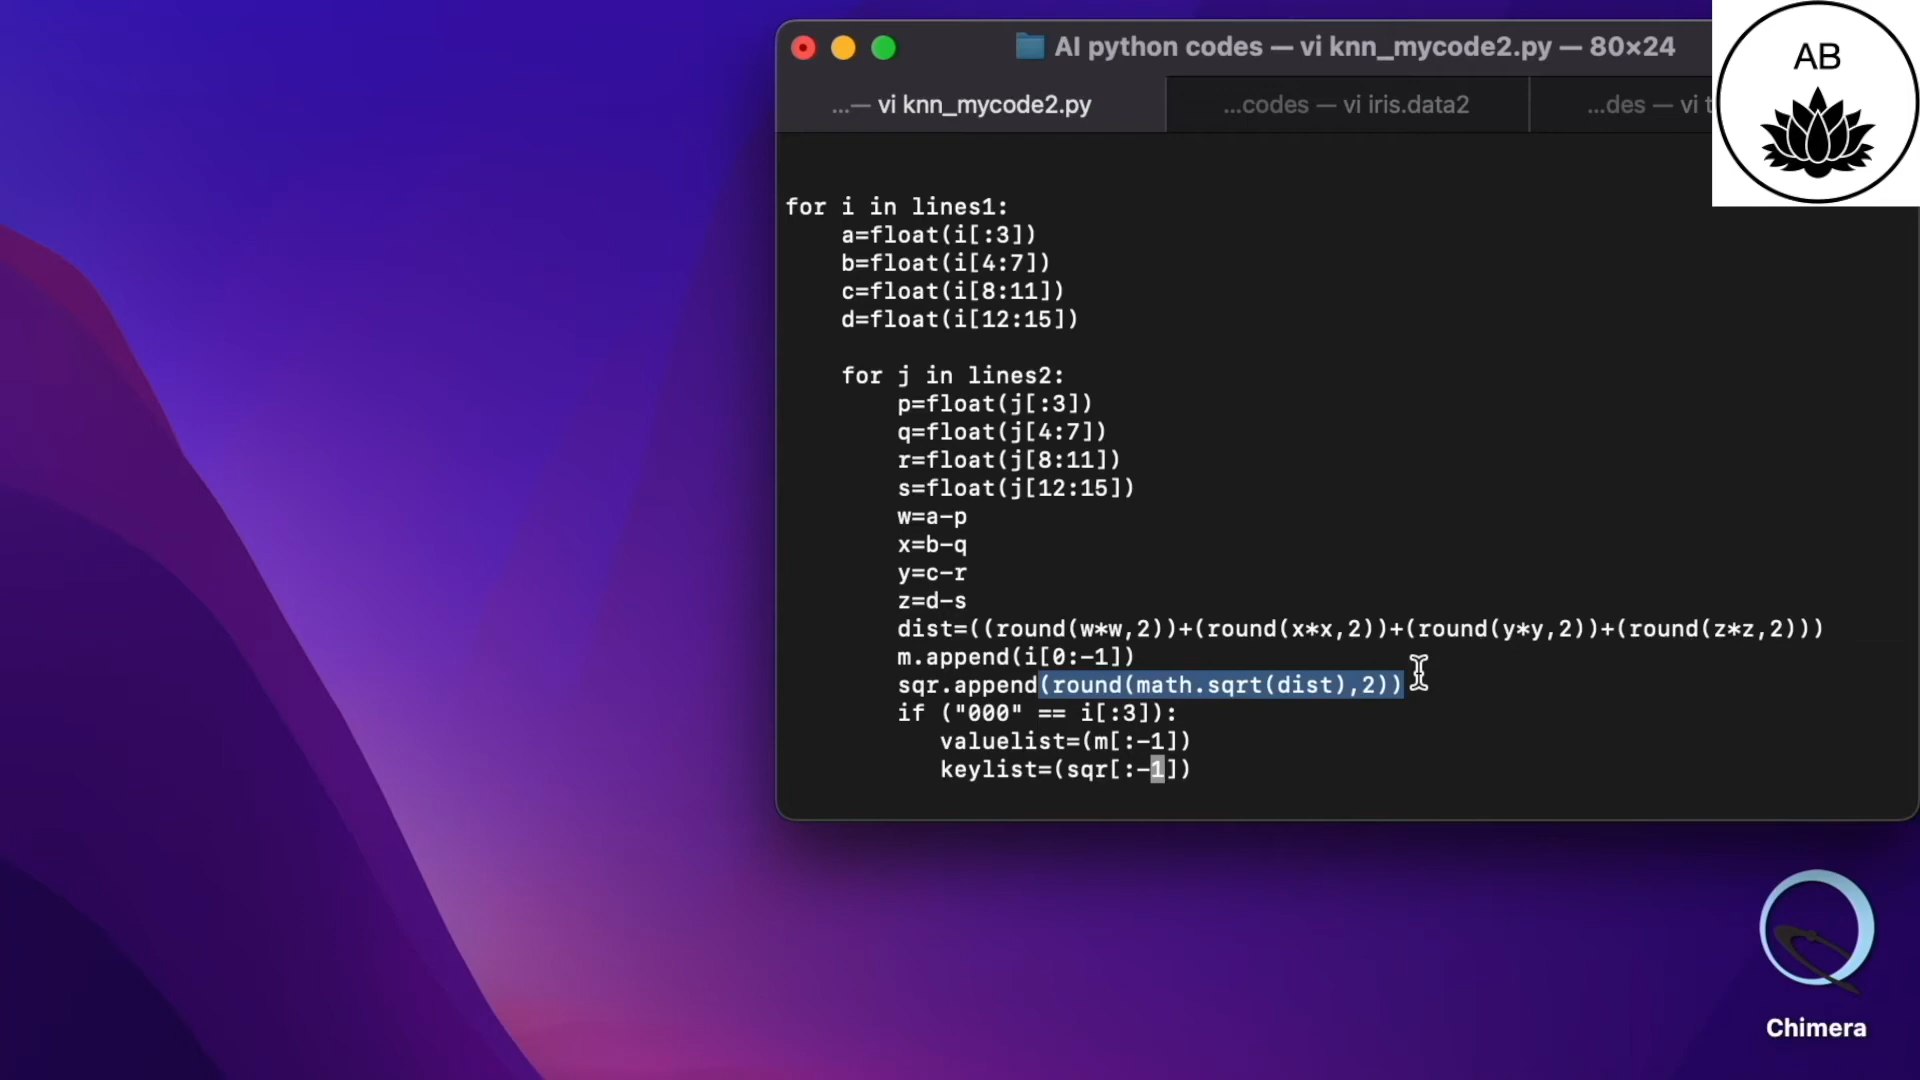 AI python codes — vi knn_mycode2.py — 80×24
AB
...— vi knn_mycode2.py
...codes — vi iris.data2
...des — vi t
for i in lines1:
    a=float(i[:3])
    b=float(i[4:7])
    c=float(i[8:11])
    d=float(i[12:15])
    for j in lines2:
        p=float(j[:3])
        q=float(j[4:7])
        r=float(j[8:11])
        s=float(j[12:15])
        w=a-p
        x=b-q
        y=c-r
        z=d-s
        dist=((round(w*w,2))+(round(x*x,2))+(round(y*y,2))+(round(z*z,2)))
        m.append(i[0:-1])
        sqr.append(round(math.sqrt(dist),2))
        if ("000" == i[:3]):
           valuelist=(m[:-1])
           keylist=(sqr[:-1])
Chimera